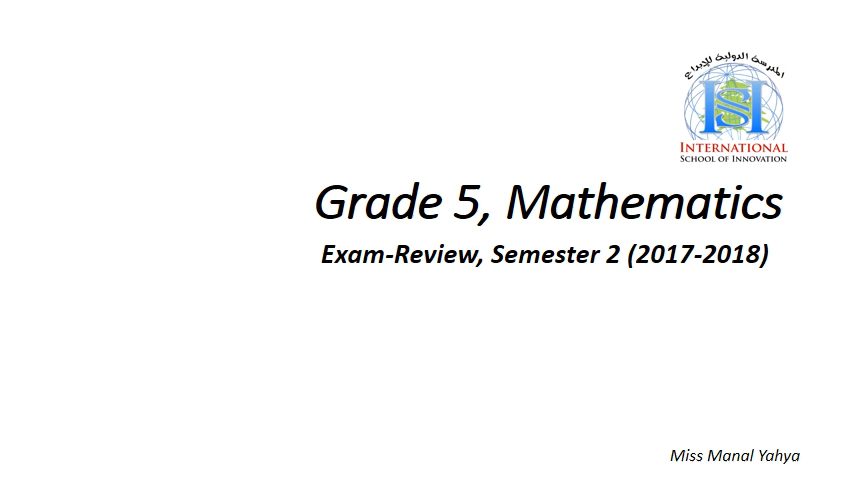 المدرسة الدولية للإبداع
ISI
INTERNATIONAL
SCHOOL OF INNOVATION
Grade 5, Mathematics
Exam-Review, Semester 2 (2017-2018)
Miss Manal Yahya